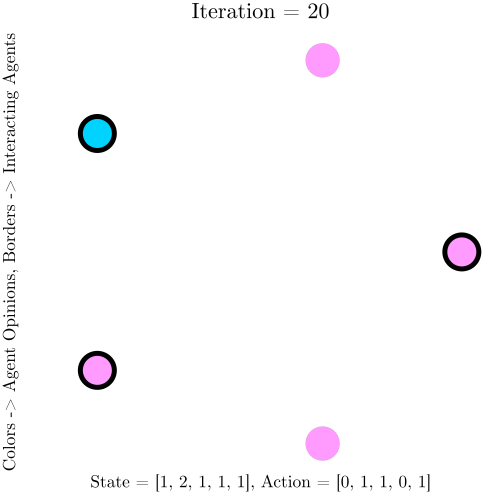 Iteration = 20
Colors -> Agent Opinions, Borders -> Interacting Agents
State = [1, 2, 1, 1, 1], Action = [0, 1, 1, 0, 1]